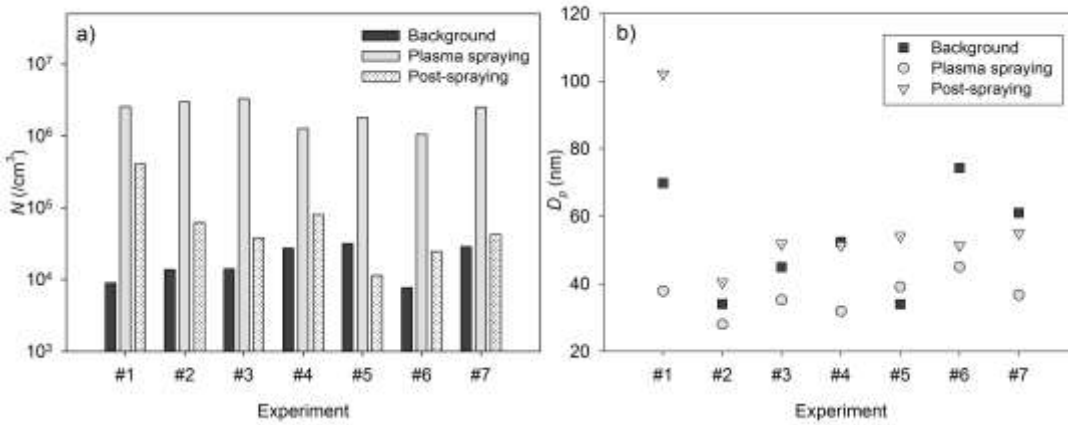 a)
Background
Plasma spraying
Post-spraying
10⁷
10⁶
10⁵
10⁴
10³
N (/cm³)
#1 #2 #3 #4 #5 #6 #7
Experiment
b)
Background
Plasma spraying
Post-spraying
120
100
80
60
40
20
Dₚ (nm)
#1 #2 #3 #4 #5 #6 #7
Experiment